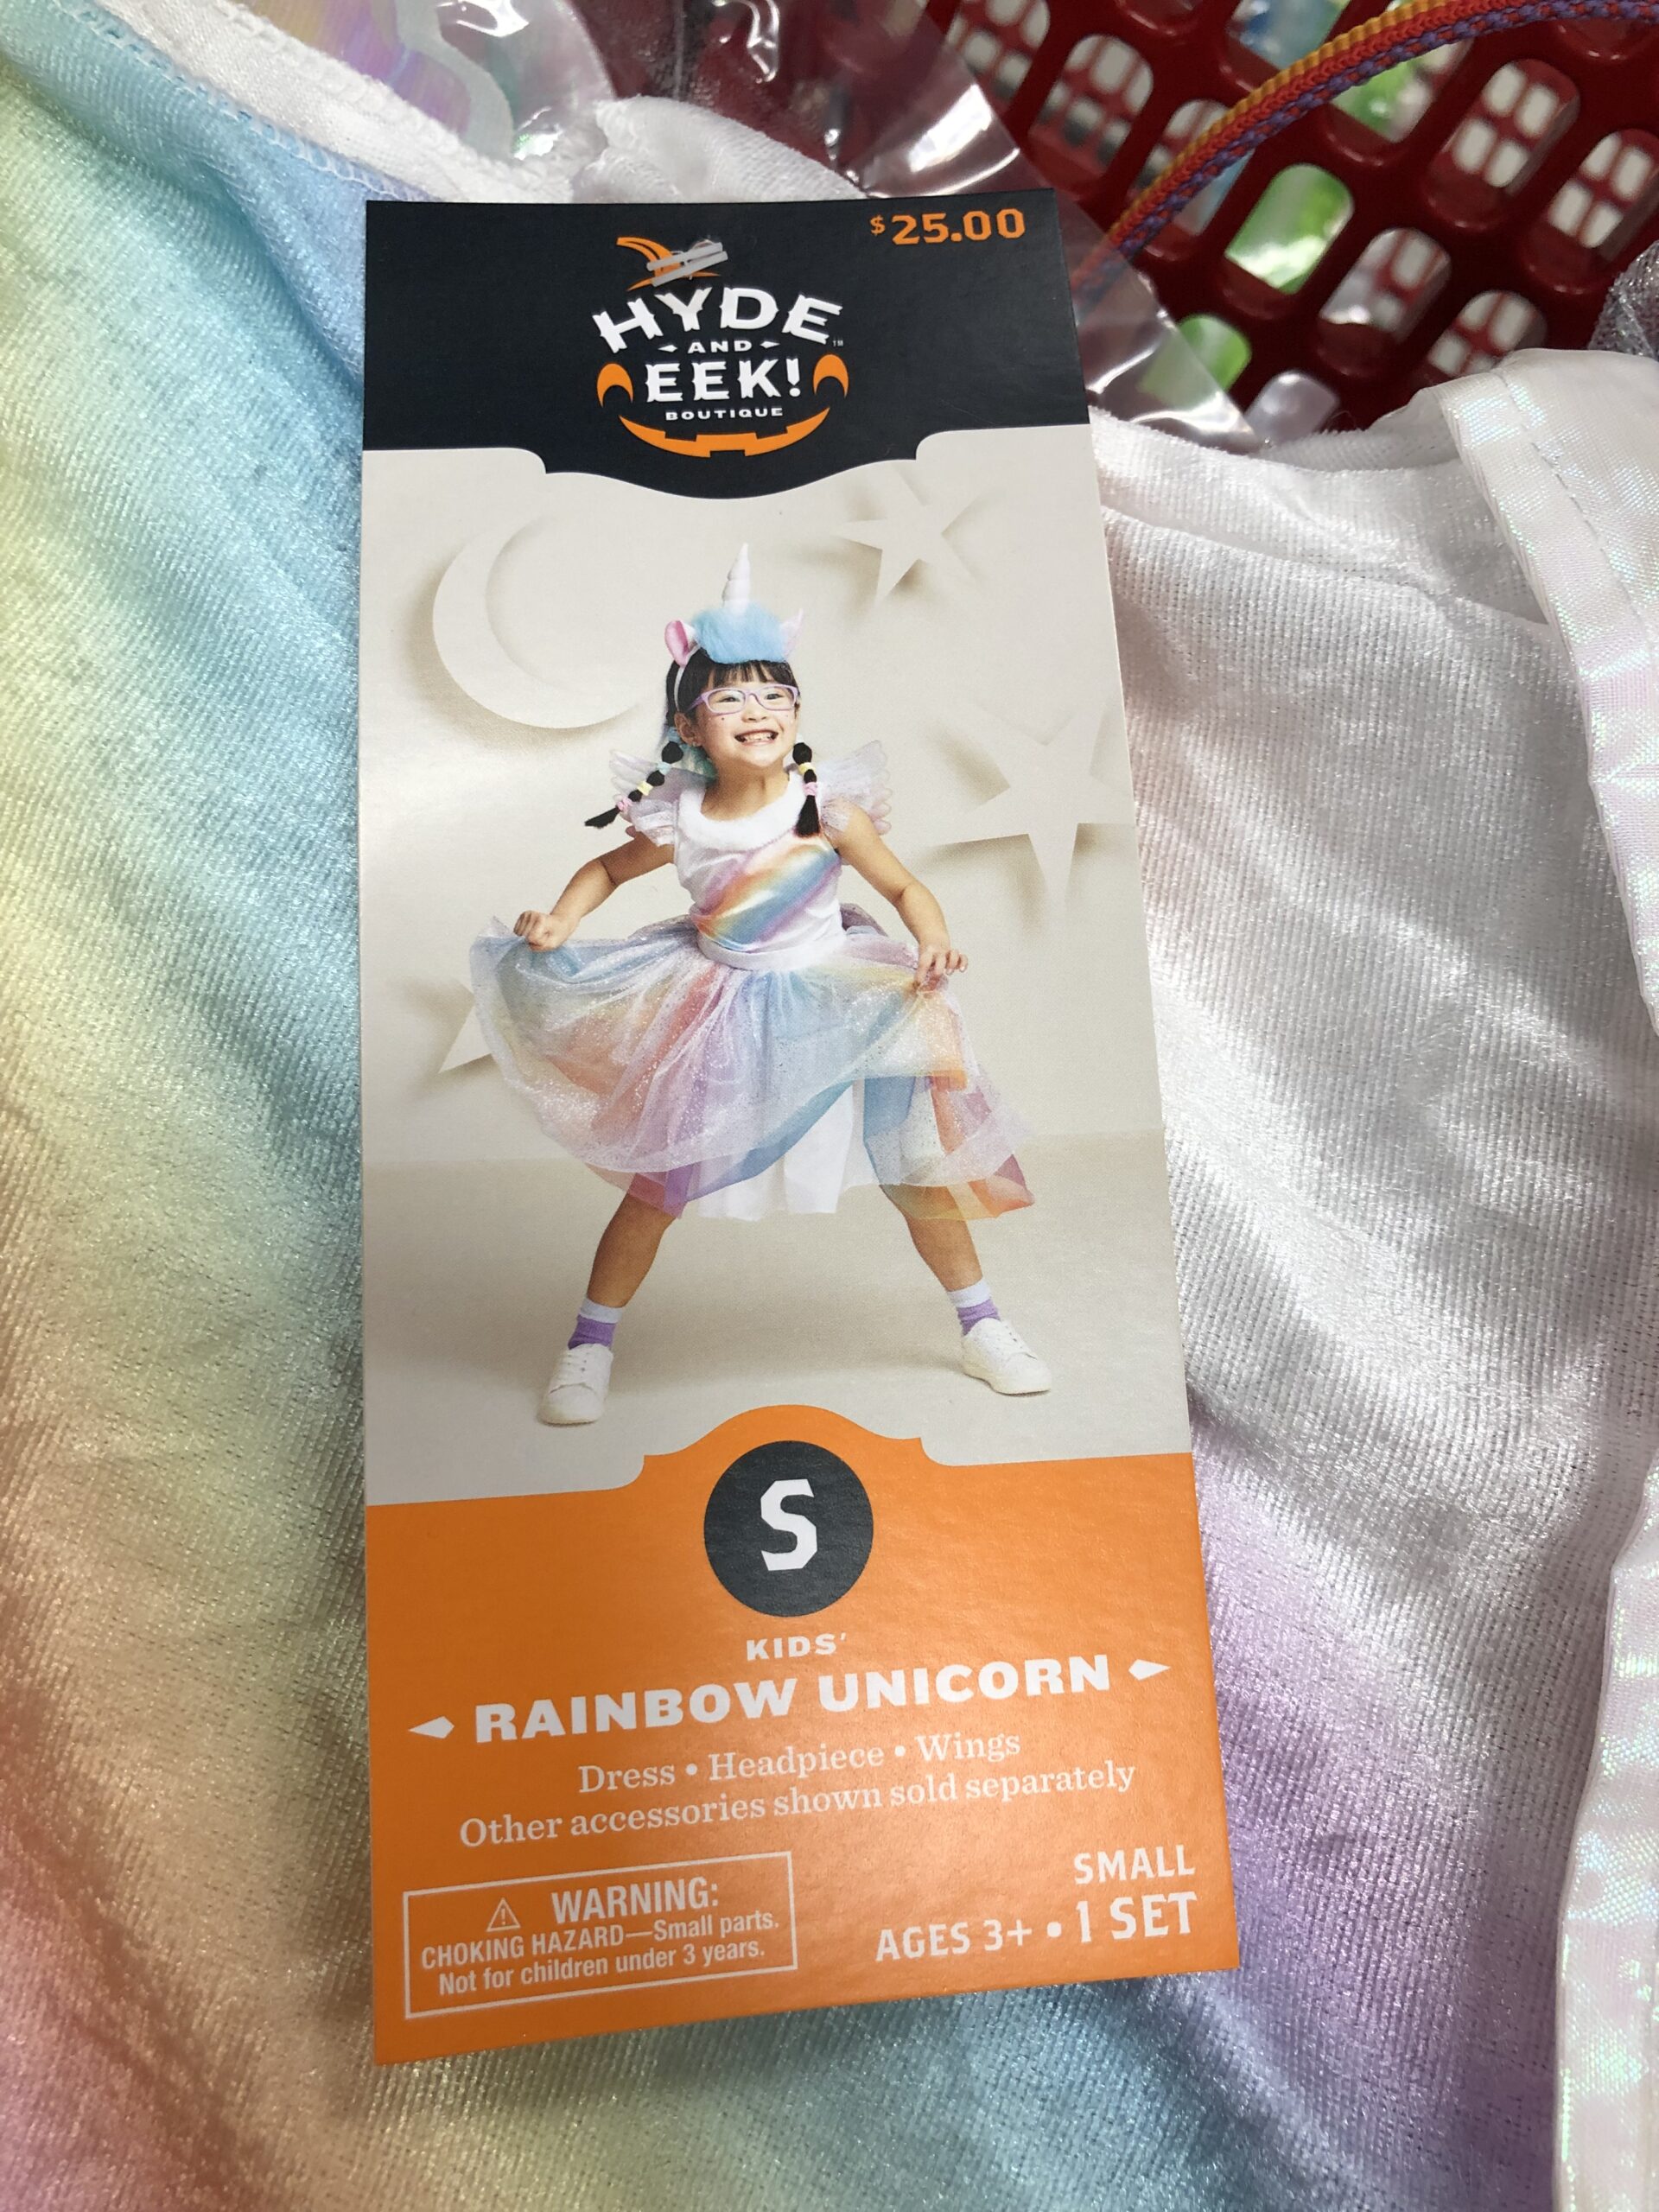 $25.00
HYDE
AND
EEK!
BOUTIQUE
™
S
KIDS'
RAINBOW UNICORN
Dress • Headpiece • Wings
Other accessories shown sold separately
WARNING:
CHOKING HAZARD—Small parts.
Not for children under 3 years.
SMALL
AGES 3+ • 1 SET